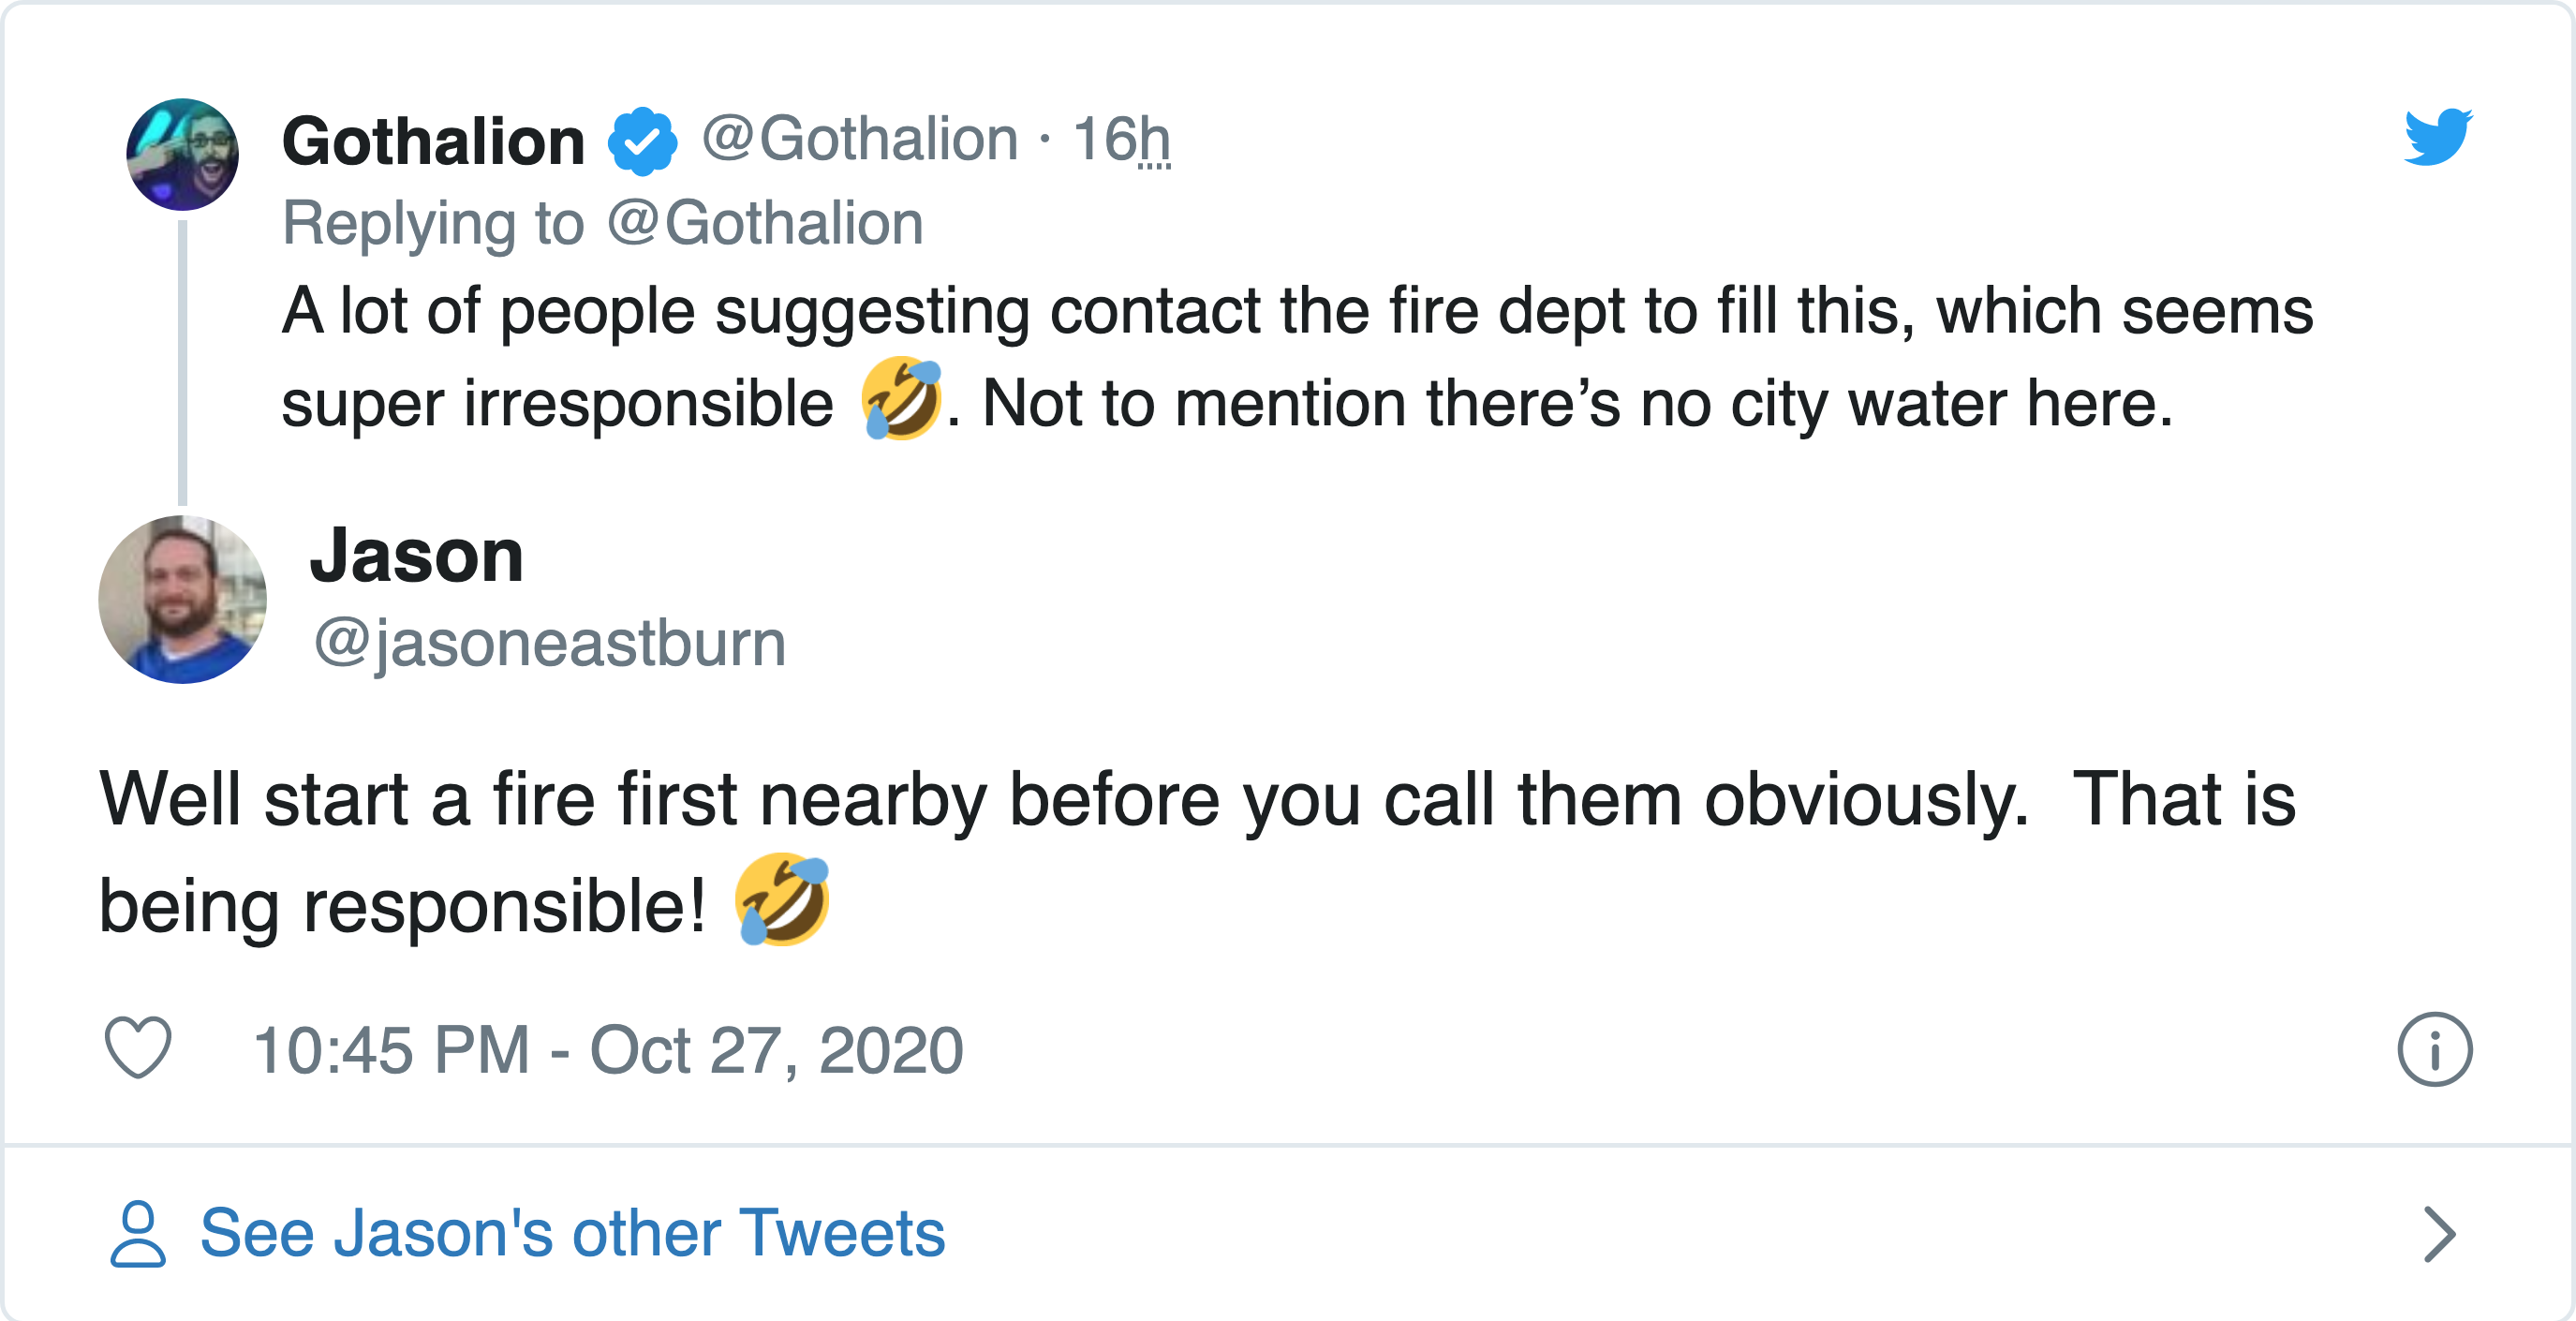 Gothalion @Gothalion · 16h
Replying to @Gothalion
A lot of people suggesting contact the fire dept to fill this, which seems
super irresponsible 🤣. Not to mention there’s no city water here.
Jason
@jasoneastburn
Well start a fire first nearby before you call them obviously.  That is
being responsible! 🤣
10:45 PM - Oct 27, 2020
See Jason's other Tweets